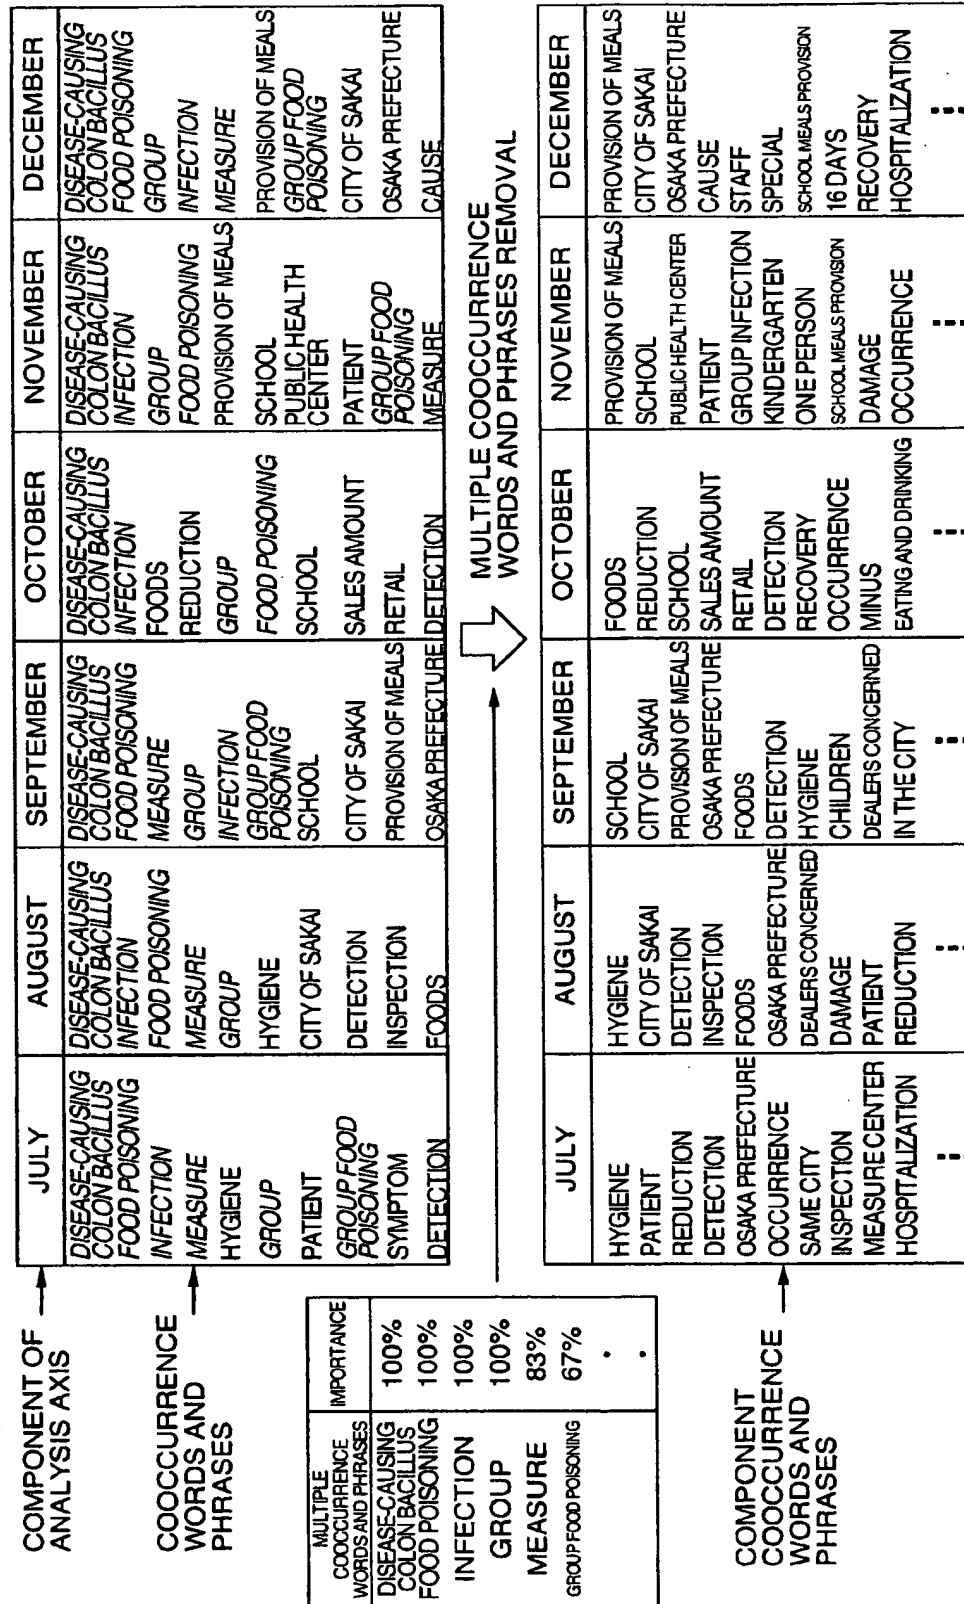 COMPONENT OF
ANALYSIS AXIS
JULY
AUGUST
SEPTEMBER
OCTOBER
NOVEMBER
DECEMBER
COOCCURRENCE
WORDS AND
PHRASES
DISEASE-CAUSING
COLON BACILLUS
FOOD POISONING
INFECTION
MEASURE
HYGIENE
GROUP
PATIENT
GROUP FOOD
POISONING
SYMPTOM
DETECTION
DISEASE-CAUSING
COLON BACILLUS
INFECTION
FOOD POISONING
MEASURE
GROUP
HYGIENE
CITY OF SAKAI
DETECTION
INSPECTION
FOODS
DISEASE-CAUSING
COLON BACILLUS
FOOD POISONING
MEASURE
GROUP
INFECTION
GROUP FOOD
POISONING
SCHOOL
CITY OF SAKAI
PROVISION OF MEALS
OSAKA PREFECTURE
DISEASE-CAUSING
COLON BACILLUS
INFECTION
FOODS
REDUCTION
GROUP
FOOD POISONING
SCHOOL
SALES AMOUNT
RETAIL
DETECTION
DISEASE-CAUSING
COLON BACILLUS
INFECTION
GROUP
FOOD POISONING
PROVISION OF MEALS
SCHOOL
PUBLIC HEALTH
CENTER
PATIENT
GROUP FOOD
POISONING
MEASURE
DISEASE-CAUSING
COLON BACILLUS
FOOD POISONING
GROUP
INFECTION
MEASURE
PROVISION OF MEALS
GROUP FOOD
POISONING
CITY OF SAKAI
OSAKA PREFECTURE
CAUSE
MULTIPLE
COOCCURRENCE
WORDS AND PHRASES
IMPORTANCE
DISEASE-CAUSING
COLON BACILLUS 100%
FOOD POISONING 100%
INFECTION 100%
GROUP 100%
MEASURE 83%
GROUP FOOD POISONING 67%
MULTIPLE COOCCURRENCE
WORDS AND PHRASES REMOVAL
COMPONENT
COOCCURRENCE
WORDS AND
PHRASES
JULY
AUGUST
SEPTEMBER
OCTOBER
NOVEMBER
DECEMBER
HYGIENE
PATIENT
REDUCTION
DETECTION
OSAKA PREFECTURE
OCCURRENCE
SAME CITY
INSPECTION
MEASURE CENTER
HOSPITALIZATION
HYGIENE
CITY OF SAKAI
DETECTION
INSPECTION
FOODS
OSAKA PREFECTURE
DEALERS CONCERNED
DAMAGE
PATIENT
REDUCTION
SCHOOL
CITY OF SAKAI
PROVISION OF MEALS
OSAKA PREFECTURE
FOODS
DETECTION
HYGIENE
CHILDREN
DEALERS CONCERNED
IN THE CITY
FOODS
REDUCTION
SCHOOL
SALES AMOUNT
RETAIL
DETECTION
RECOVERY
OCCURRENCE
MINUS
EATING AND DRINKING
PROVISION OF MEALS
SCHOOL
PUBLIC HEALTH CENTER
PATIENT
GROUP INFECTION
KINDERGARTEN
ONE PERSON
SCHOOL MEALS PROVISION
DAMAGE
OCCURRENCE
PROVISION OF MEALS
CITY OF SAKAI
OSAKA PREFECTURE
CAUSE
STAFF
SPECIAL
SCHOOL MEALS PROVISION
16 DAYS
RECOVERY
HOSPITALIZATION